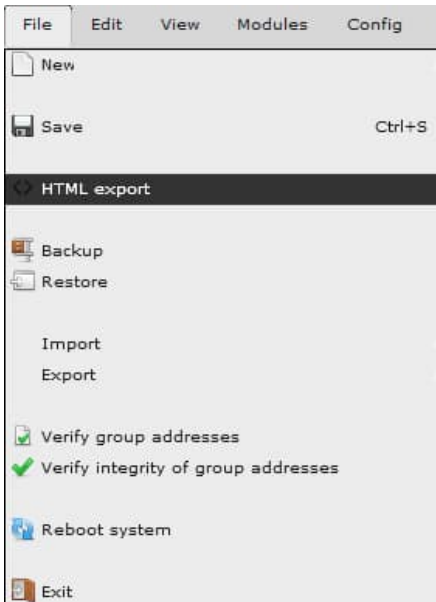 File Edit View Modules Config
New
Save Ctrl+S
HTML export
Backup
Restore
Import
Export
Verify group addresses
Verify integrity of group addresses
Reboot system
Exit